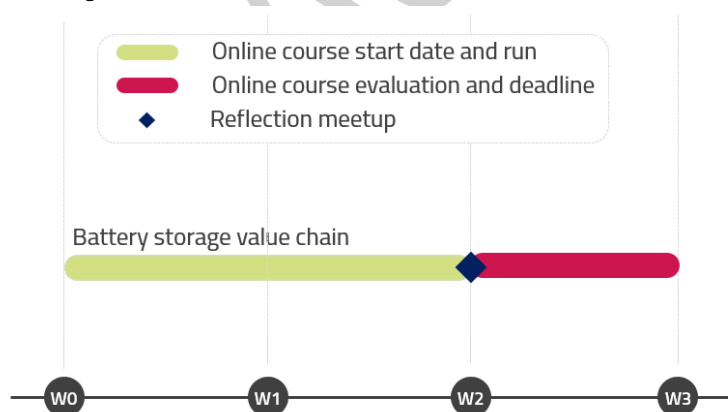 Online course start date and run
Online course evaluation and deadline
Reflection meetup
Battery storage value chain
W0 W1 W2 W3